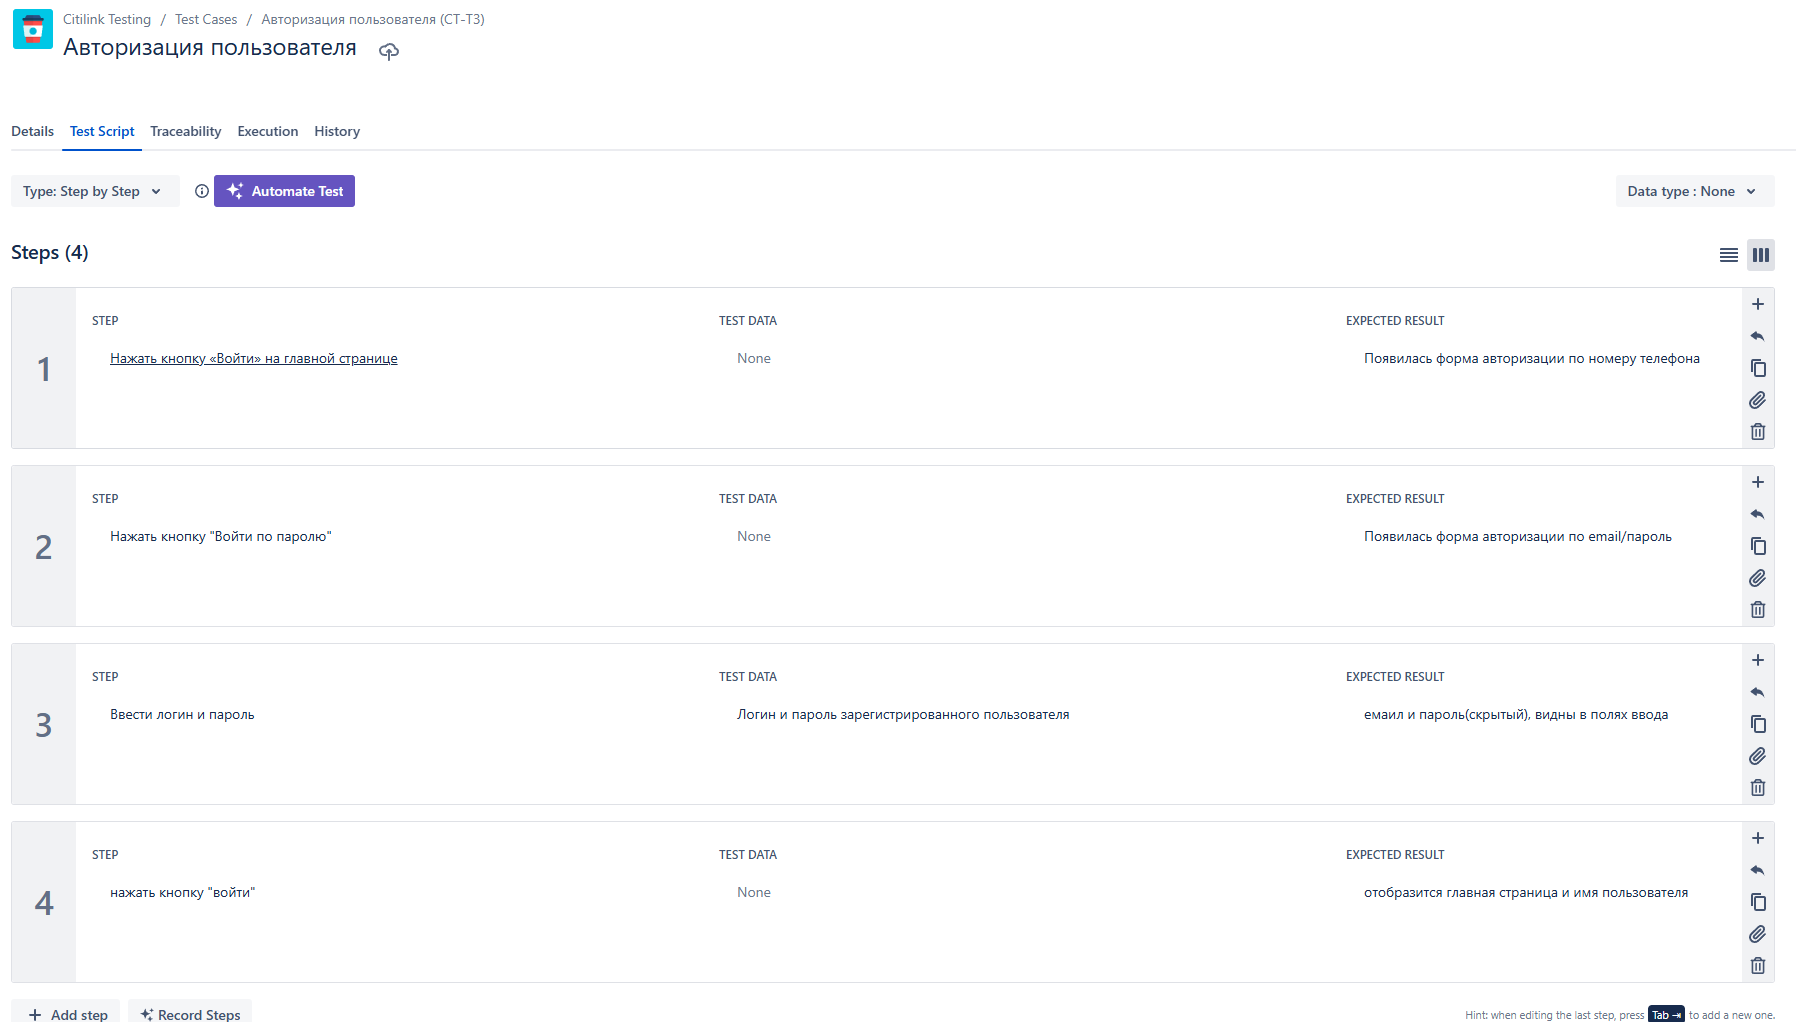 Citilink Testing / Test Cases / Авторизация пользователя (CT-T3)
Авторизация пользователя
Details Test Script Traceability Execution History
Type: Step by Step Automate Test Data type : None
Steps (4)
STEP TEST DATA EXPECTED RESULT
1 Нажать кнопку «Войти» на главной странице None Появилась форма авторизации по номеру телефона
STEP TEST DATA EXPECTED RESULT
2 Нажать кнопку "Войти по паролю" None Появилась форма авторизации по email/пароль
STEP TEST DATA EXPECTED RESULT
3 Ввести логин и пароль Логин и пароль зарегистрированного пользователя емаил и пароль(скрытый), видны в полях ввода
STEP TEST DATA EXPECTED RESULT
4 нажать кнопку "войти" None отобразится главная страница и имя пользователя
+ Add step Record Steps Hint: when editing the last step, press Tab ⇥ to add a new one.